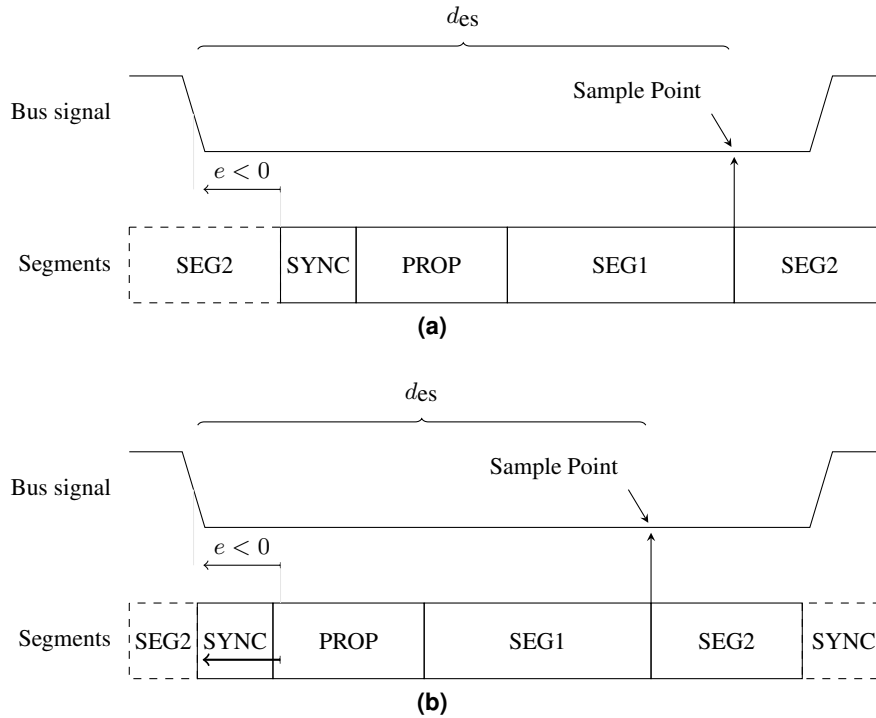 des
Sample Point
Bus signal
e < 0
Segments SEG2 SYNC PROP SEG1 SEG2
(a)
des
Sample Point
Bus signal
e < 0
Segments SEG2 SYNC PROP SEG1 SEG2 SYNC
(b)